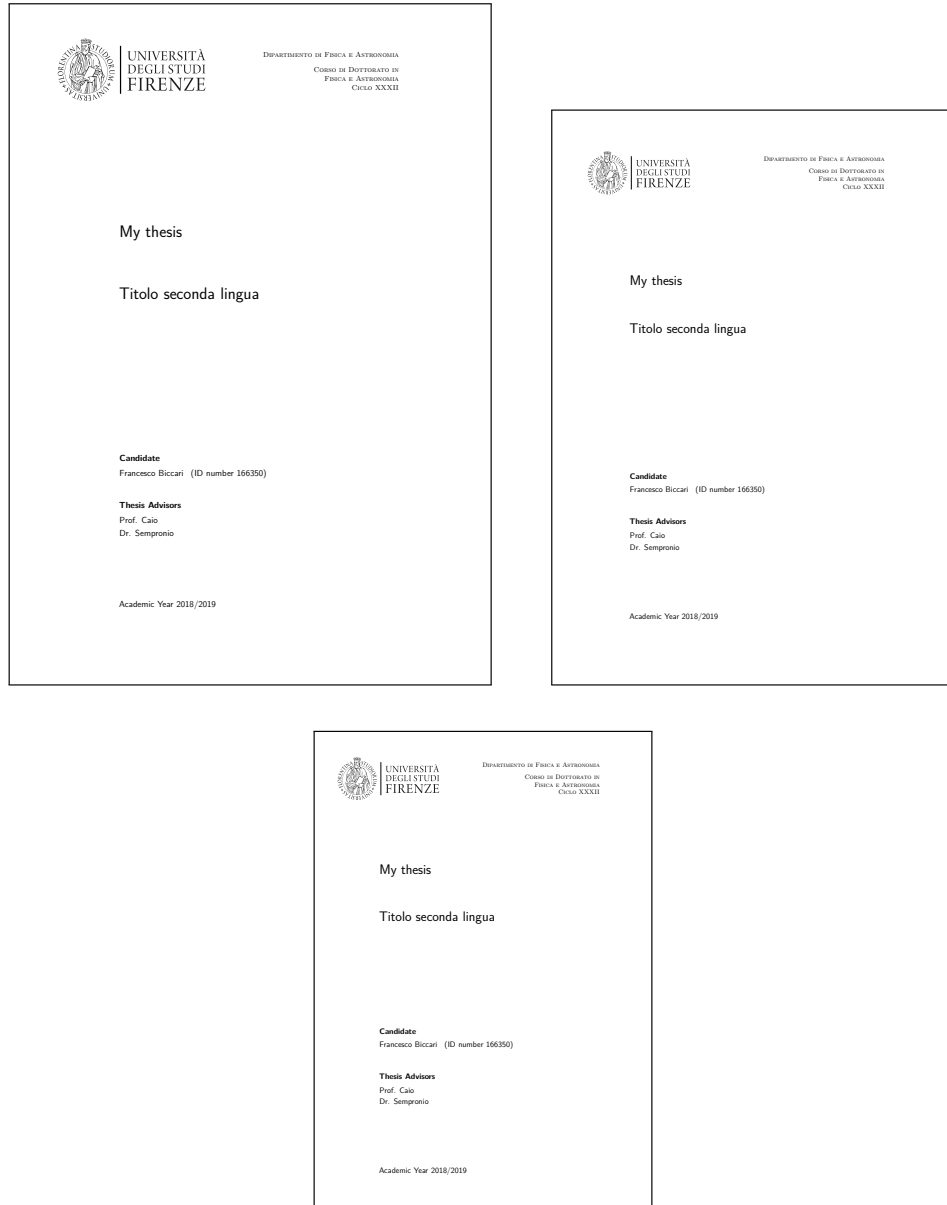 UNIVERSITÀ
DEGLI STUDI
FIRENZE
Dipartimento di Fisica e Astronomia
Corso di Dottorato in
Fisica e Astronomia
Ciclo XXXII
My thesis
Titolo seconda lingua
Candidate
Francesco Biccari (ID number 166350)
Thesis Advisors
Prof. Caio
Dr. Sempronio
Academic Year 2018/2019
UNIVERSITÀ
DEGLI STUDI
FIRENZE
Dipartimento di Fisica e Astronomia
Corso di Dottorato in
Fisica e Astronomia
Ciclo XXXII
My thesis
Titolo seconda lingua
Candidate
Francesco Biccari (ID number 166350)
Thesis Advisors
Prof. Caio
Dr. Sempronio
Academic Year 2018/2019
UNIVERSITÀ
DEGLI STUDI
FIRENZE
Dipartimento di Fisica e Astronomia
Corso di Dottorato in
Fisica e Astronomia
Ciclo XXXII
My thesis
Titolo seconda lingua
Candidate
Francesco Biccari (ID number 166350)
Thesis Advisors
Prof. Caio
Dr. Sempronio
Academic Year 2018/2019